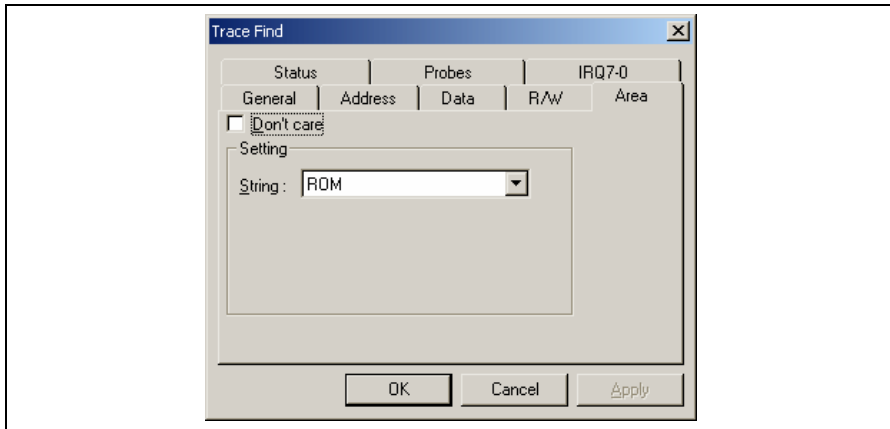 Trace Find
Status Probes IRQ7-0
General Address Data R/W Area
Don't care
Setting
String : ROM
OK Cancel Apply